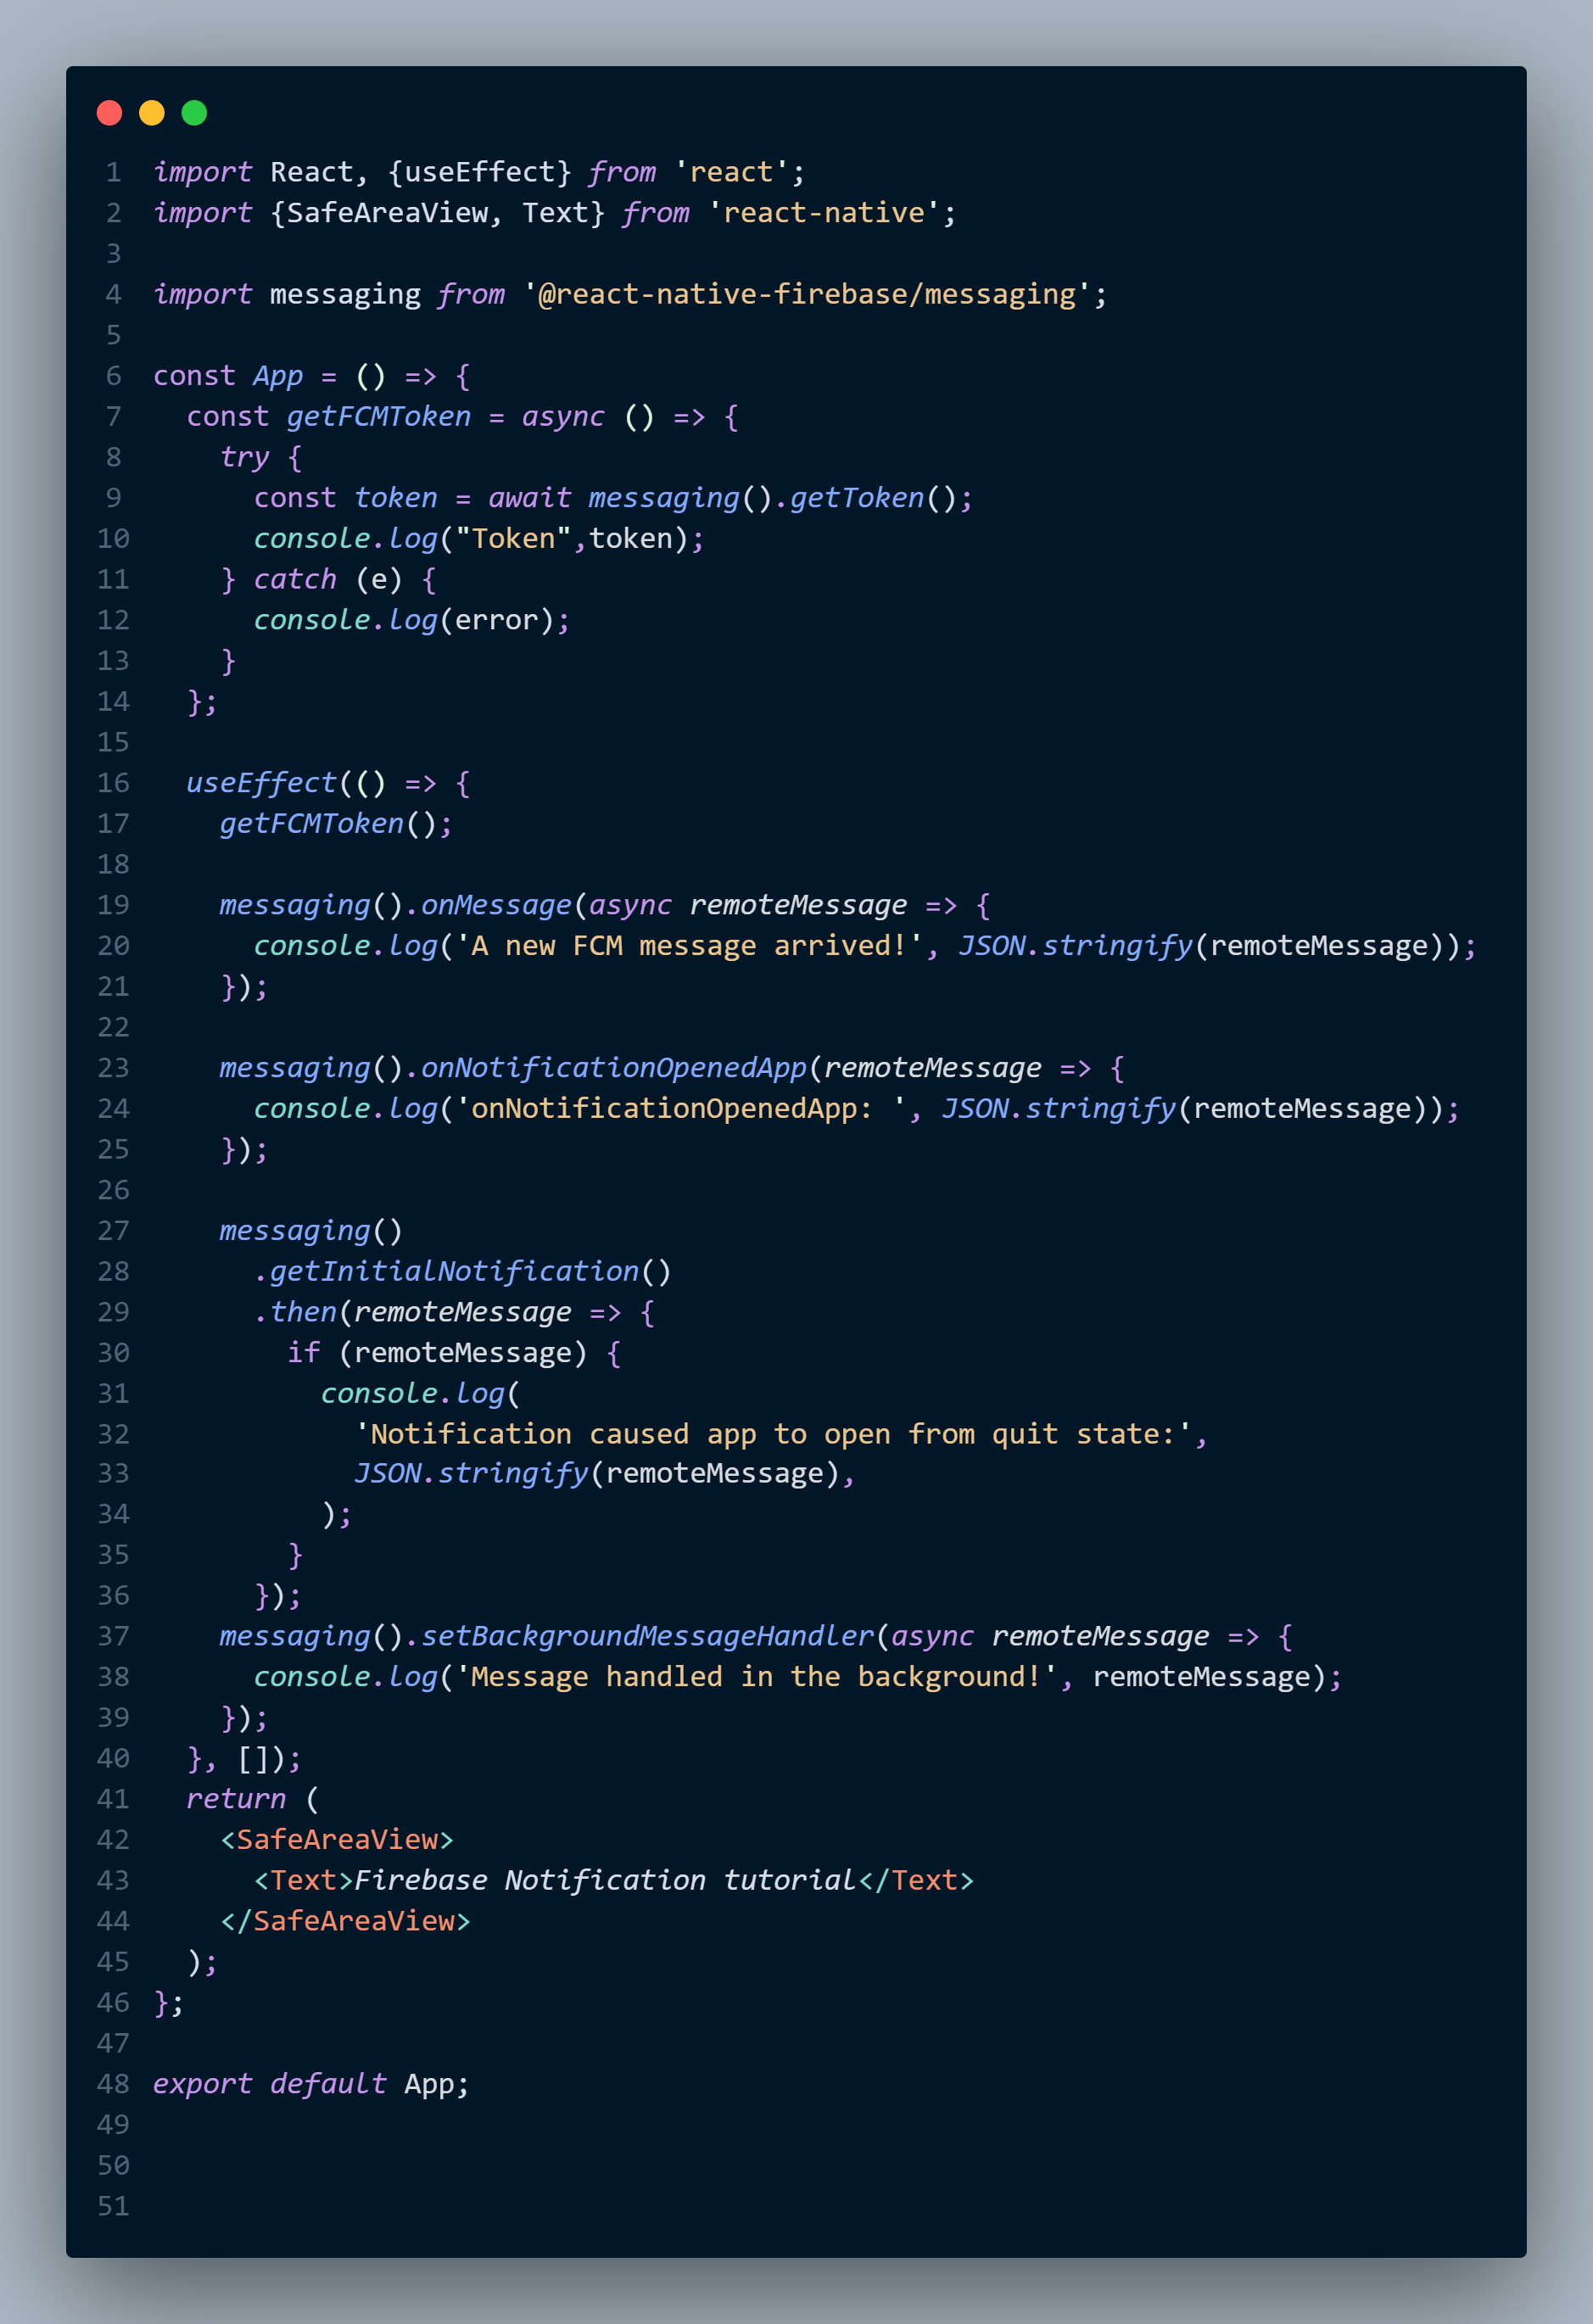 1 import React, {useEffect} from 'react';
2 import {SafeAreaView, Text} from 'react-native';
3
4 import messaging from '@react-native-firebase/messaging';
5
6 const App = () => {
7   const getFCMToken = async () => {
8     try {
9       const token = await messaging().getToken();
10       console.log("Token",token);
11     } catch (e) {
12       console.log(error);
13     }
14   };
15
16   useEffect(() => {
17     getFCMToken();
18
19     messaging().onMessage(async remoteMessage => {
20       console.log('A new FCM message arrived!', JSON.stringify(remoteMessage));
21     });
22
23     messaging().onNotificationOpenedApp(remoteMessage => {
24       console.log('onNotificationOpenedApp: ', JSON.stringify(remoteMessage));
25     });
26
27     messaging()
28       .getInitialNotification()
29       .then(remoteMessage => {
30         if (remoteMessage) {
31           console.log(
32             'Notification caused app to open from quit state:',
33             JSON.stringify(remoteMessage),
34           );
35         }
36       });
37     messaging().setBackgroundMessageHandler(async remoteMessage => {
38       console.log('Message handled in the background!', remoteMessage);
39     });
40   }, []);
41   return (
42     <SafeAreaView>
43       <Text>Firebase Notification tutorial</Text>
44     </SafeAreaView>
45   );
46 };
47
48 export default App;
49
50
51